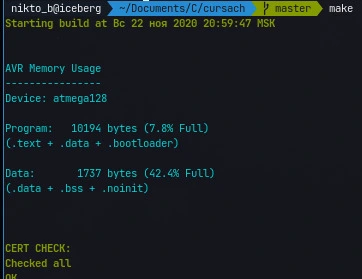 nikto_b@iceberg ~/Documents/C/cursach master make
Starting build at Вс 22 ноя 2020 20:59:47 MSK
AVR Memory Usage
----------------
Device: atmega128
Program: 10194 bytes (7.8% Full)
(.text + .data + .bootloader)
Data: 1737 bytes (42.4% Full)
(.data + .bss + .noinit)
CERT CHECK:
Checked all
OK